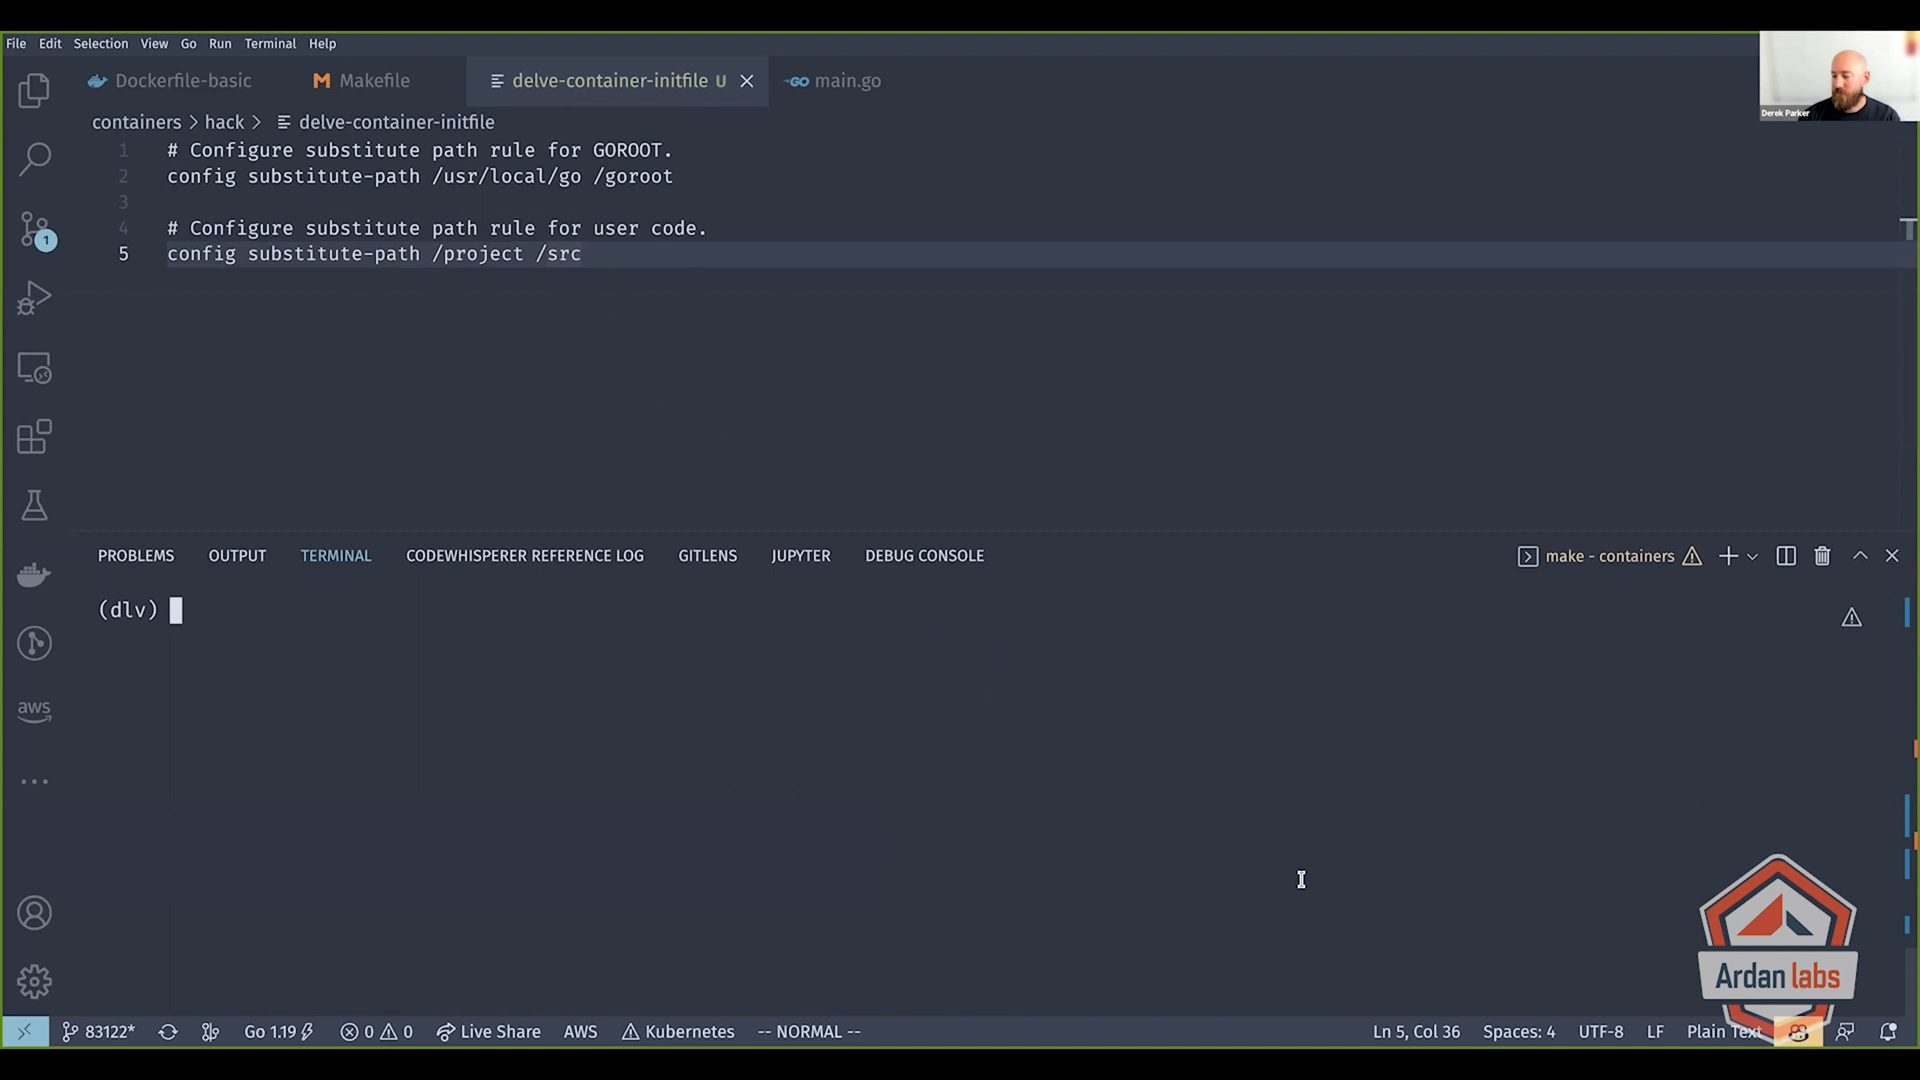 File Edit Selection View Go Run Terminal Help
Dockerfile-basic Makefile delve-container-initfile U main.go
Derek Parker
containers > hack > delve-container-initfile
1 # Configure substitute path rule for GOROOT.
2 config substitute-path /usr/local/go /goroot
3
4 # Configure substitute path rule for user code.
5 config substitute-path /project /src
1
PROBLEMS OUTPUT TERMINAL CODEWHISPERER REFERENCE LOG GITLENS JUPYTER DEBUG CONSOLE make - containers
(dlv)
aws
Ardan labs
83122* Go 1.19 0 0 Live Share AWS Kubernetes -- NORMAL -- Ln 5, Col 36 Spaces: 4 UTF-8 LF Plain Text